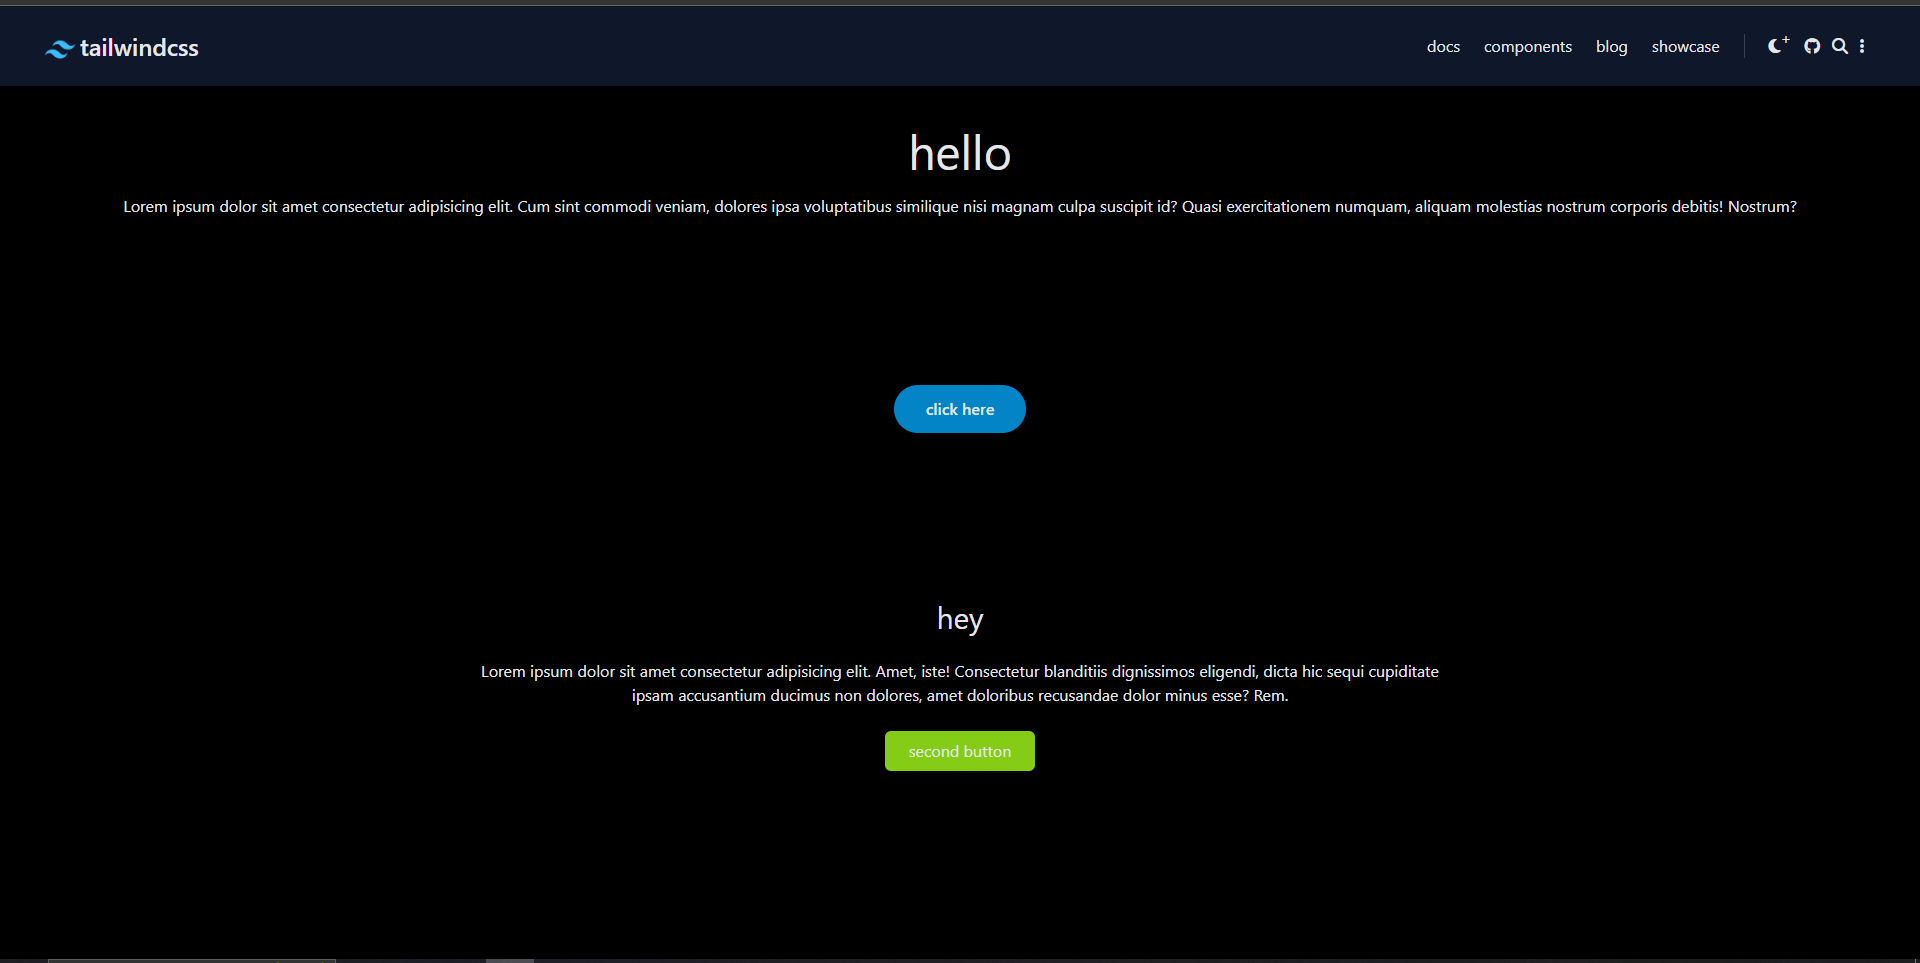 tailwindcss
docs components blog showcase
hello
Lorem ipsum dolor sit amet consectetur adipisicing elit. Cum sint commodi veniam, dolores ipsa voluptatibus similique nisi magnam culpa suscipit id? Quasi exercitationem numquam, aliquam molestias nostrum corporis debitis! Nostrum?
click here
hey
Lorem ipsum dolor sit amet consectetur adipisicing elit. Amet, iste! Consectetur blanditiis dignissimos eligendi, dicta hic sequi cupiditate
ipsam accusantium ducimus non dolores, amet doloribus recusandae dolor minus esse? Rem.
second button